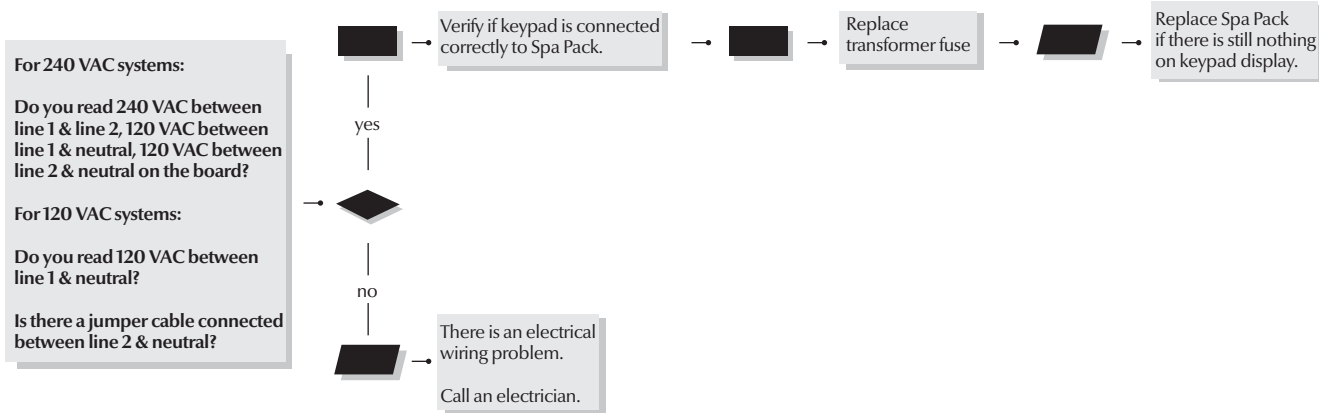 For 240 VAC systems:
Do you read 240 VAC between
line 1 & line 2, 120 VAC between
line 1 & neutral, 120 VAC between
line 2 & neutral on the board?
For 120 VAC systems:
Do you read 120 VAC between
line 1 & neutral?
Is there a jumper cable connected
between line 2 & neutral?
yes
Verify if keypad is connected
correctly to Spa Pack.
Replace
transformer fuse
Replace Spa Pack
if there is still nothing
on keypad display.
no
There is an electrical
wiring problem.
Call an electrician.